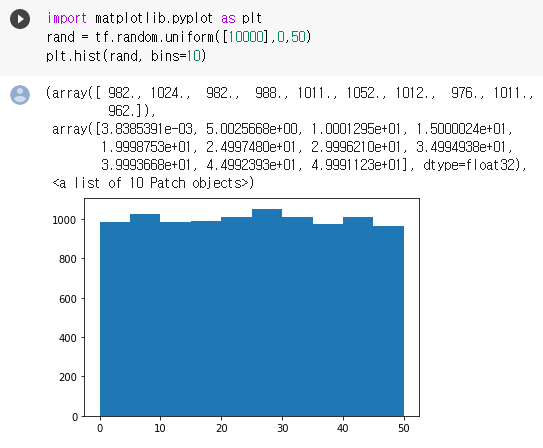 import matplotlib.pyplot as plt
rand = tf.random.uniform([10000],0,50)
plt.hist(rand, bins=10)
(array([ 982., 1024.,  982.,  988., 1011., 1052., 1012.,  976., 1011.,
         962.]),
 array([3.8385391e-03, 5.0025668e+00, 1.0001295e+01, 1.5000024e+01,
        1.9998753e+01, 2.4997480e+01, 2.9996210e+01, 3.4994938e+01,
        3.9993668e+01, 4.4992393e+01, 4.9991123e+01], dtype=float32),
 <a list of 10 Patch objects>)
1000
800
600
400
200
0
0 10 20 30 40 50